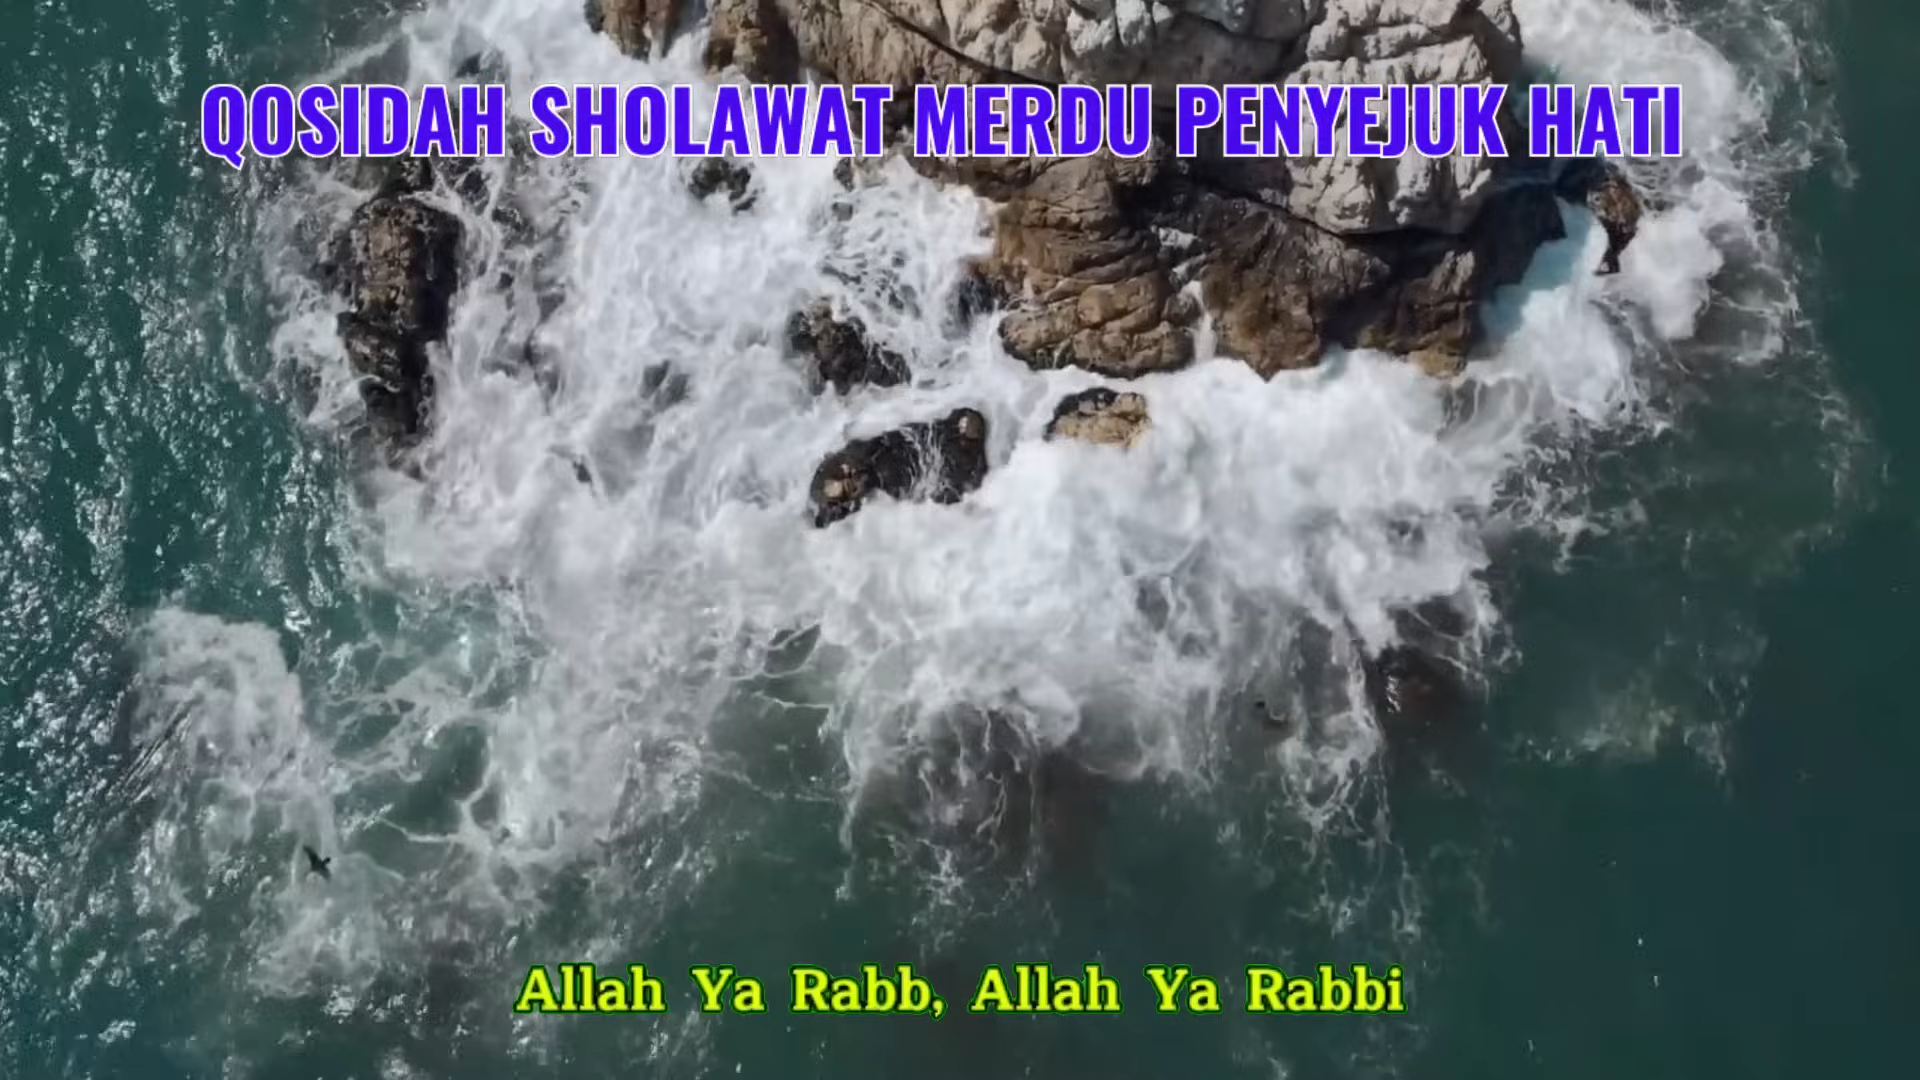 QOSIDAH SHOLAWAT MERDU PENYEJUK HATI
Allah Ya Rabb, Allah Ya Rabbi